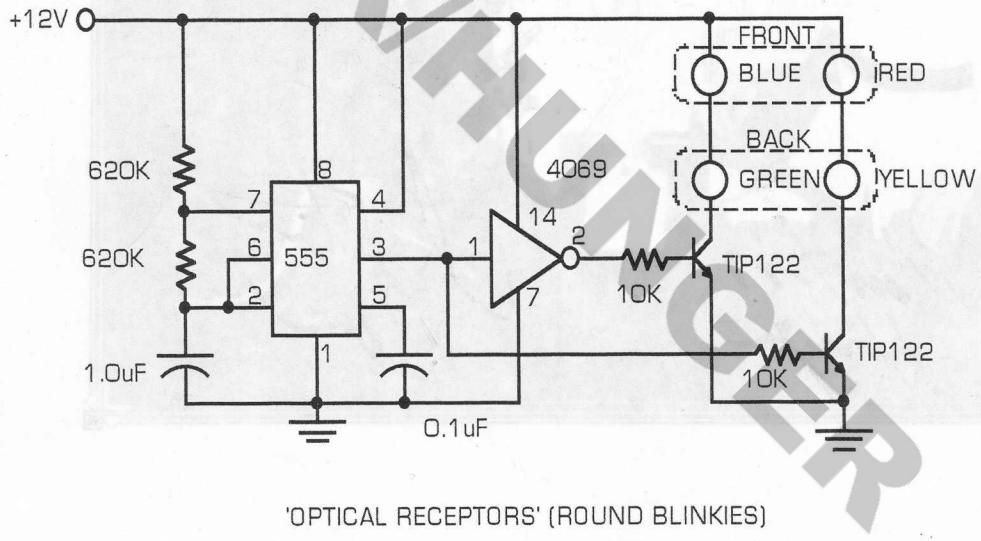 +12V
FRONT
BLUE
RED
BACK
GREEN
YELLOW
620K
8
4069
7
4
14
620K
6
555
3
1
2
TIP122
2
5
7
10K
1
TIP122
1.0uF
10K
0.1uF
/HUNGER
'OPTICAL RECEPTORS' (ROUND BLINKIES)